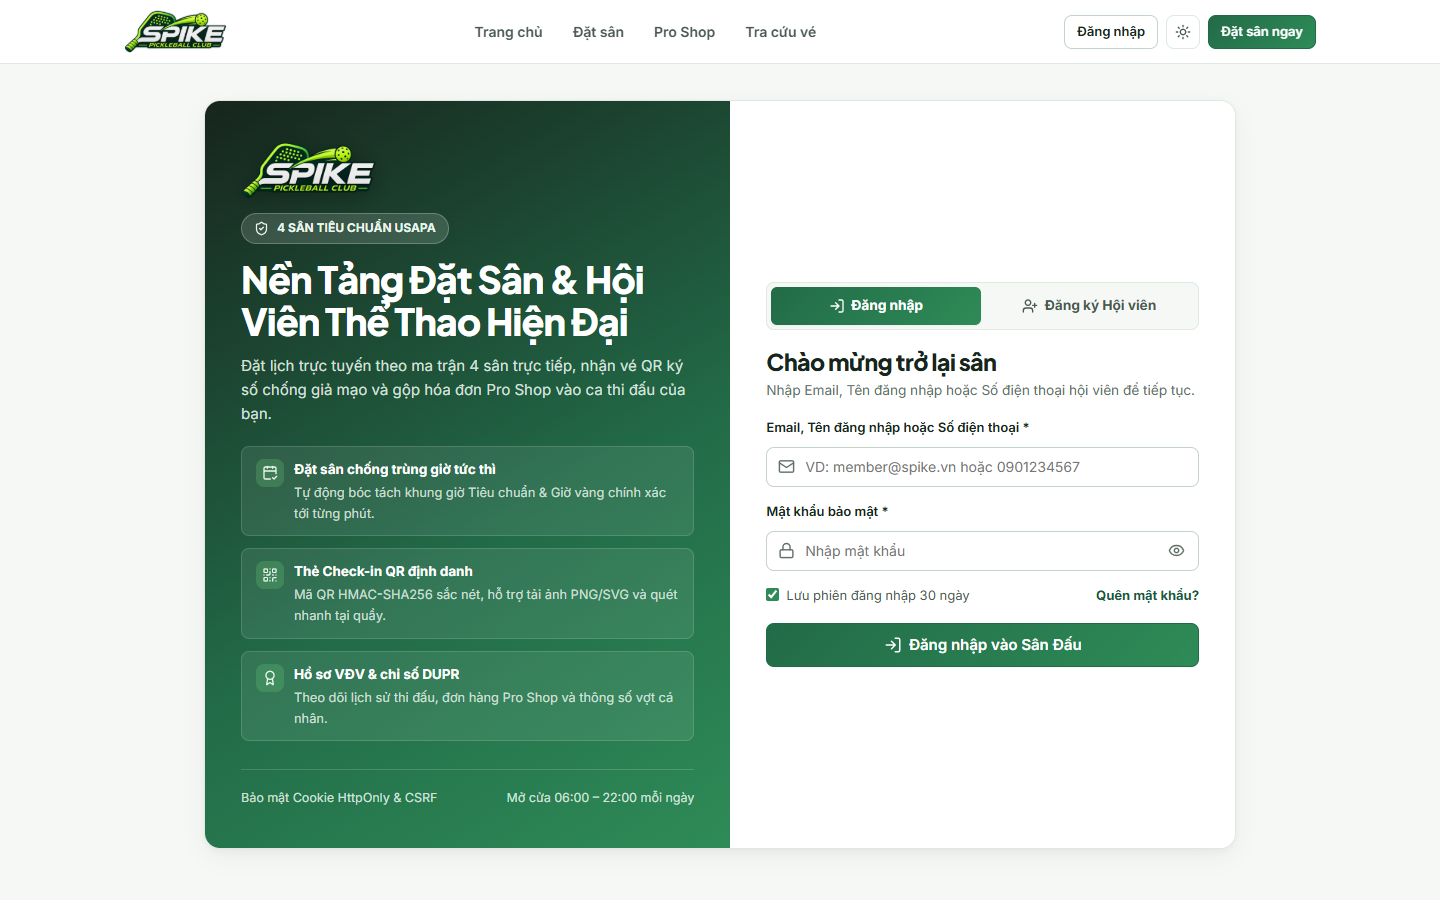 SPIKE
PICKLEBALL CLUB
Trang chủ
Đặt sân
Pro Shop
Tra cứu vé
Đăng nhập
Đặt sân ngay
SPIKE
PICKLEBALL CLUB
4 SÂN TIÊU CHUẨN USAPA
Nền Tảng Đặt Sân & Hội
Viên Thể Thao Hiện Đại
Đặt lịch trực tuyến theo ma trận 4 sân trực tiếp, nhận vé QR ký
số chống giả mạo và gộp hóa đơn Pro Shop vào ca thi đấu của
bạn.
Đặt sân chống trùng giờ tức thì
Tự động bóc tách khung giờ Tiêu chuẩn & Giờ vàng chính xác
tới từng phút.
Thẻ Check-in QR định danh
Mã QR HMAC-SHA256 sắc nét, hỗ trợ tải ảnh PNG/SVG và quét
nhanh tại quầy.
Hồ sơ VĐV & chỉ số DUPR
Theo dõi lịch sử thi đấu, đơn hàng Pro Shop và thông số vợt cá
nhân.
Bảo mật Cookie HttpOnly & CSRF
Mở cửa 06:00 – 22:00 mỗi ngày
Đăng nhập
Đăng ký Hội viên
Chào mừng trở lại sân
Nhập Email, Tên đăng nhập hoặc Số điện thoại hội viên để tiếp tục.
Email, Tên đăng nhập hoặc Số điện thoại *
VD: member@spike.vn hoặc 0901234567
Mật khẩu bảo mật *
Nhập mật khẩu
Lưu phiên đăng nhập 30 ngày
Quên mật khẩu?
Đăng nhập vào Sân Đấu